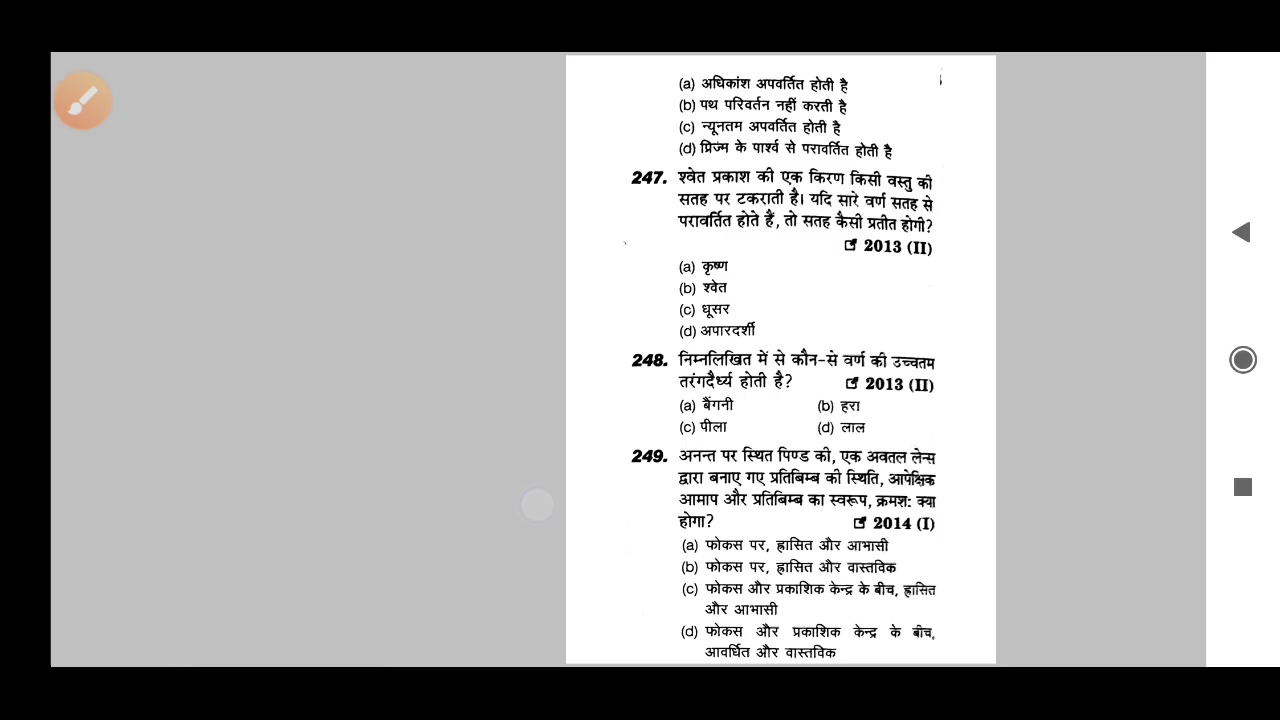 (a) अधिकांश अपवर्तित होती है
(b) पथ परिवर्तन नहीं करती है
(c) न्यूनतम अपवर्तित होती है
(d) प्रिज्म के पार्श्व से परावर्तित होती है
247. श्वेत प्रकाश की एक किरण किसी वस्तु की
सतह पर टकराती है। यदि सारे वर्ण सतह से
परावर्तित होते हैं, तो सतह कैसी प्रतीत होगी?
2013 (II)
(a) कृष्ण
(b) श्वेत
(c) धूसर
(d) अपारदर्शी
248. निम्नलिखित में से कौन-से वर्ण की उच्चतम
तरंगदैर्ध्य होती है? 2013 (II)
(a) बैंगनी (b) हरा
(c) पीला (d) लाल
249. अनन्त पर स्थित पिण्ड की, एक अवतल लेन्स
द्वारा बनाए गए प्रतिबिम्ब की स्थिति, आपेक्षिक
आमाप और प्रतिबिम्ब का स्वरूप, क्रमश: क्या
होगा? 2014 (I)
(a) फोकस पर, ह्रासित और आभासी
(b) फोकस पर, ह्रासित और वास्तविक
(c) फोकस और प्रकाशिक केन्द्र के बीच, ह्रासित
और आभासी
(d) फोकस और प्रकाशिक केन्द्र के बीच,
आवर्धित और वास्तविक